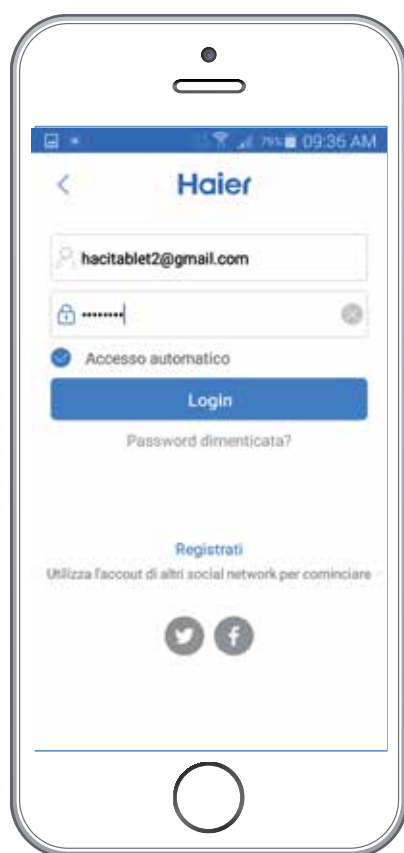 79% 09:36 AM
Haier
hacitablet2@gmail.com
••••••••
Accesso automatico
Login
Password dimenticata?
Registrati
Utilizza l'accout di altri social network per cominciare